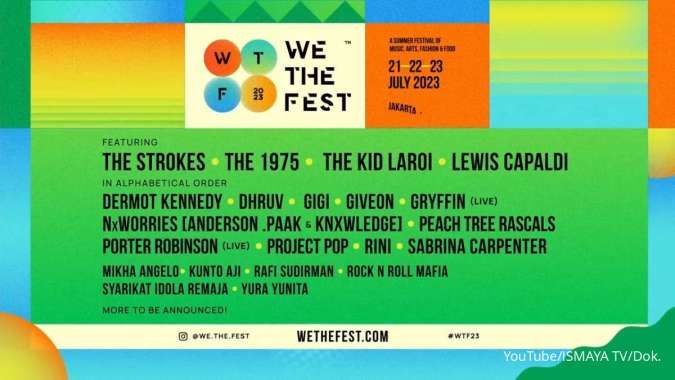 W T F 20 23
WE THE FEST™
A SUMMER FESTIVAL OF
MUSIC, ARTS, FASHION & FOOD
21 22 23
JULY 2023
JAKARTA .
FEATURING
THE STROKES • THE 1975 • THE KID LAROI • LEWIS CAPALDI
IN ALPHABETICAL ORDER
DERMOT KENNEDY • DHRUV • GIGI • GIVEON • GRYFFIN (LIVE)
NxWORRIES [ANDERSON .PAAK & KNXWLEDGE] • PEACH TREE RASCALS
PORTER ROBINSON (LIVE) • PROJECT POP • RINI • SABRINA CARPENTER
MIKHA ANGELO • KUNTO AJI • RAFI SUDIRMAN • ROCK N ROLL MAFIA
SYARIKAT IDOLA REMAJA • YURA YUNITA
MORE TO BE ANNOUNCED!
@WE.THE.FEST WETHEFEST.COM #WTF23
YouTube/ISMAYA TV/Dok.